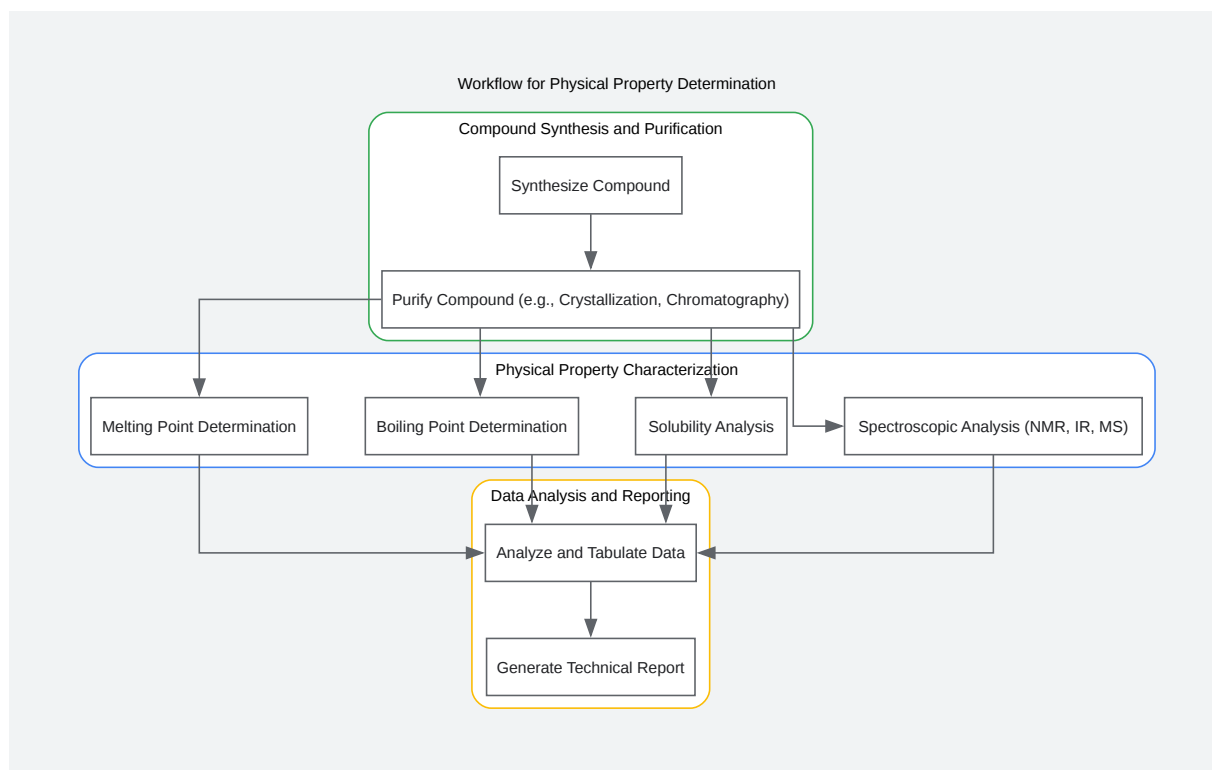 Workflow for Physical Property Determination
Compound Synthesis and Purification
Synthesize Compound
Purify Compound (e.g., Crystallization, Chromatography)
Physical Property Characterization
Melting Point Determination
Boiling Point Determination
Solubility Analysis
Spectroscopic Analysis (NMR, IR, MS)
Data Analysis and Reporting
Analyze and Tabulate Data
Generate Technical Report